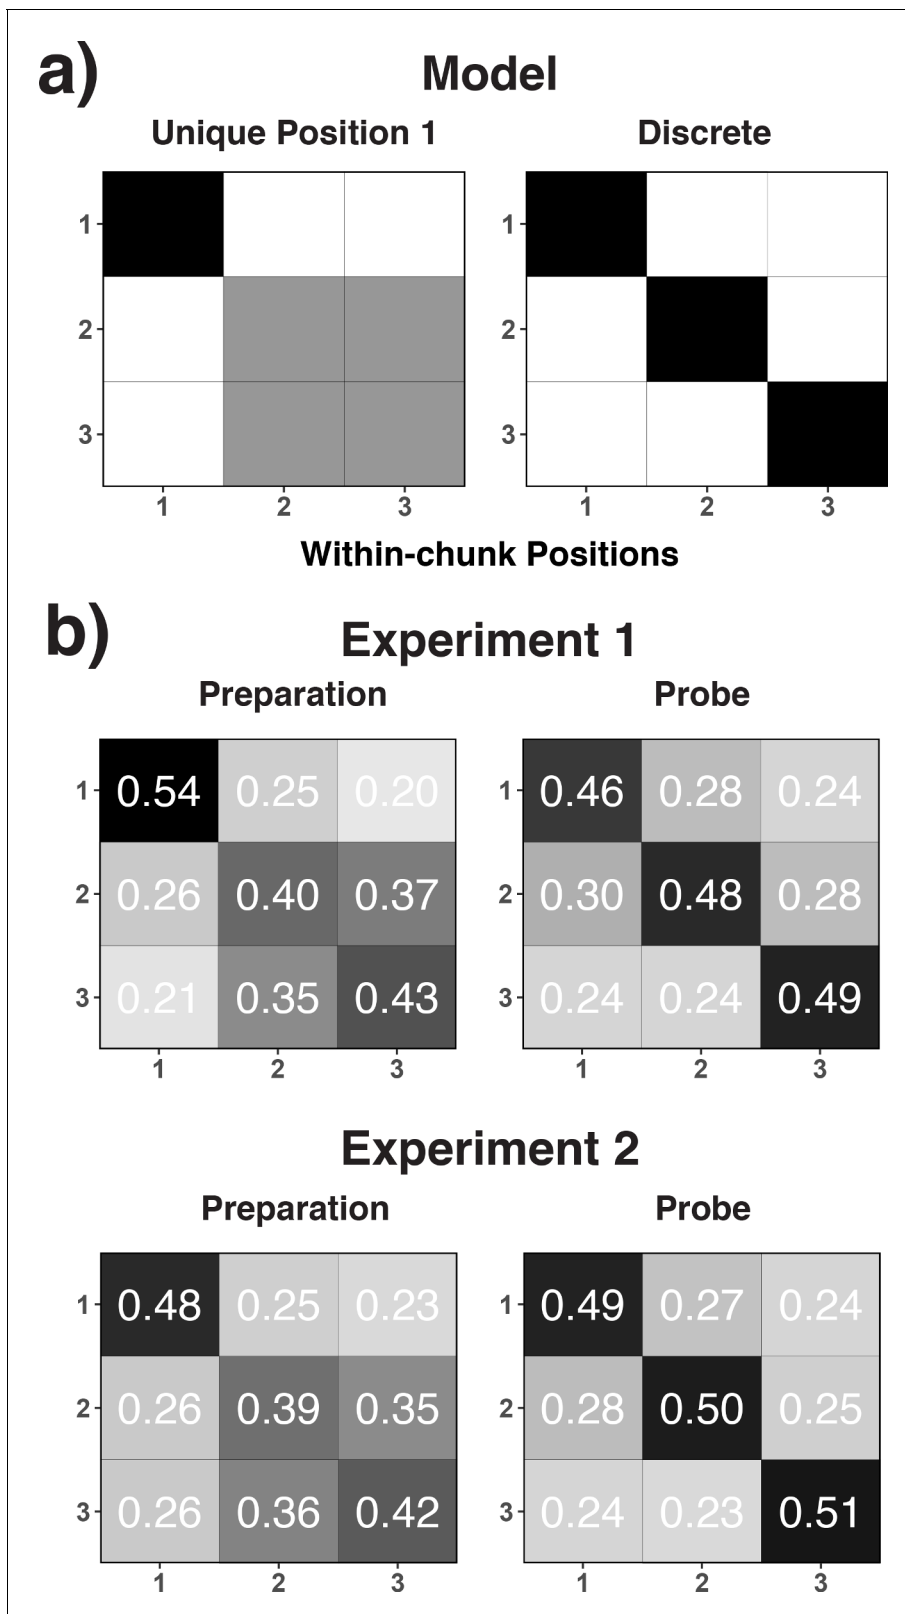 a)
Model
Unique Position 1 Discrete
1 1
2 2
3 3
1 2 3 1 2 3
Within-chunk Positions
b)
Experiment 1
Preparation Probe
1 0.54 0.25 0.20 1 0.46 0.28 0.24
2 0.26 0.40 0.37 2 0.30 0.48 0.28
3 0.21 0.35 0.43 3 0.24 0.24 0.49
1 2 3 1 2 3
Experiment 2
Preparation Probe
1 0.48 0.25 0.23 1 0.49 0.27 0.24
2 0.26 0.39 0.35 2 0.28 0.50 0.25
3 0.26 0.36 0.42 3 0.24 0.23 0.51
1 2 3 1 2 3